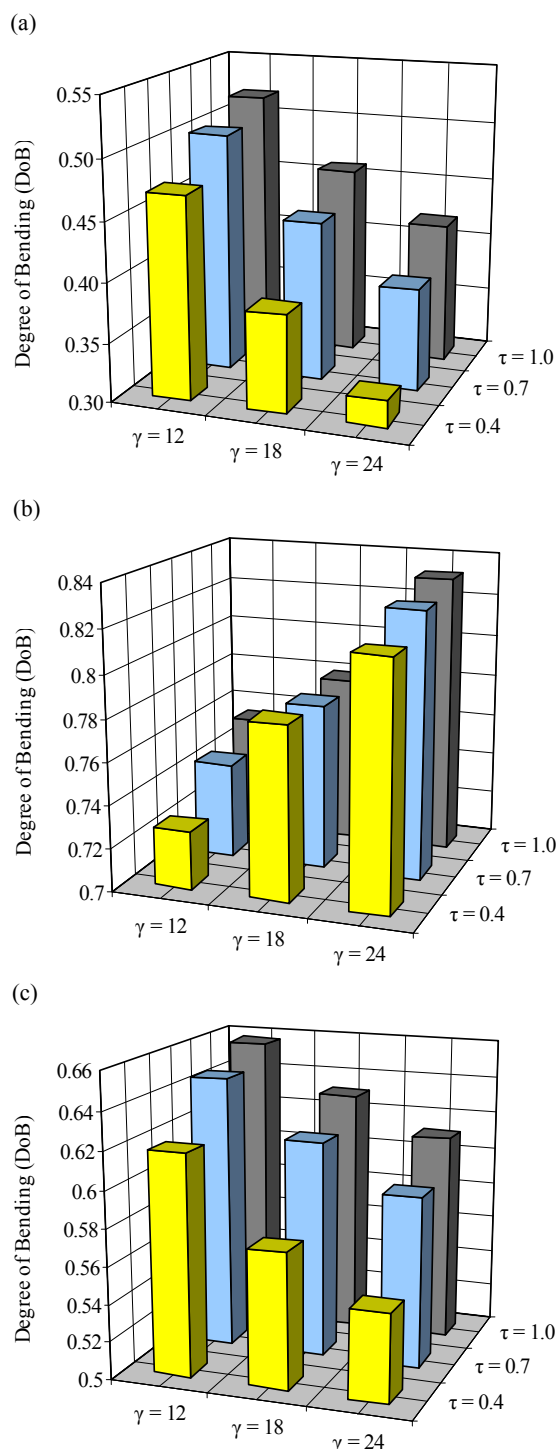 (a)
Degree of Bending (DoB)
0.55
0.50
0.45
0.40
0.35
0.30
γ = 12
γ = 18
γ = 24
τ = 1.0
τ = 0.7
τ = 0.4
(b)
Degree of Bending (DoB)
0.84
0.82
0.8
0.78
0.76
0.74
0.72
0.7
γ = 12
γ = 18
γ = 24
τ = 1.0
τ = 0.7
τ = 0.4
(c)
Degree of Bending (DoB)
0.66
0.64
0.62
0.6
0.58
0.56
0.54
0.52
0.5
γ = 12
γ = 18
γ = 24
τ = 1.0
τ = 0.7
τ = 0.4